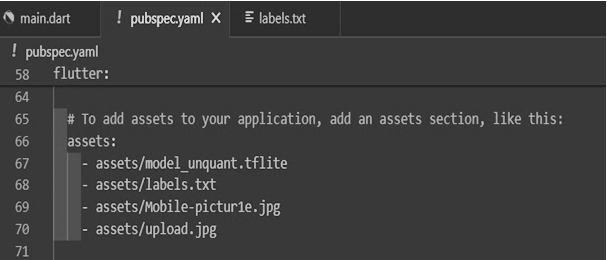 main.dart ! pubspec.yaml X labels.txt
! pubspec.yaml
58 flutter:
64
65 # To add assets to your application, add an assets section, like this:
66 assets:
67 - assets/model_unquant.tflite
68 - assets/labels.txt
69 - assets/Mobile-pictur1e.jpg
70 - assets/upload.jpg
71